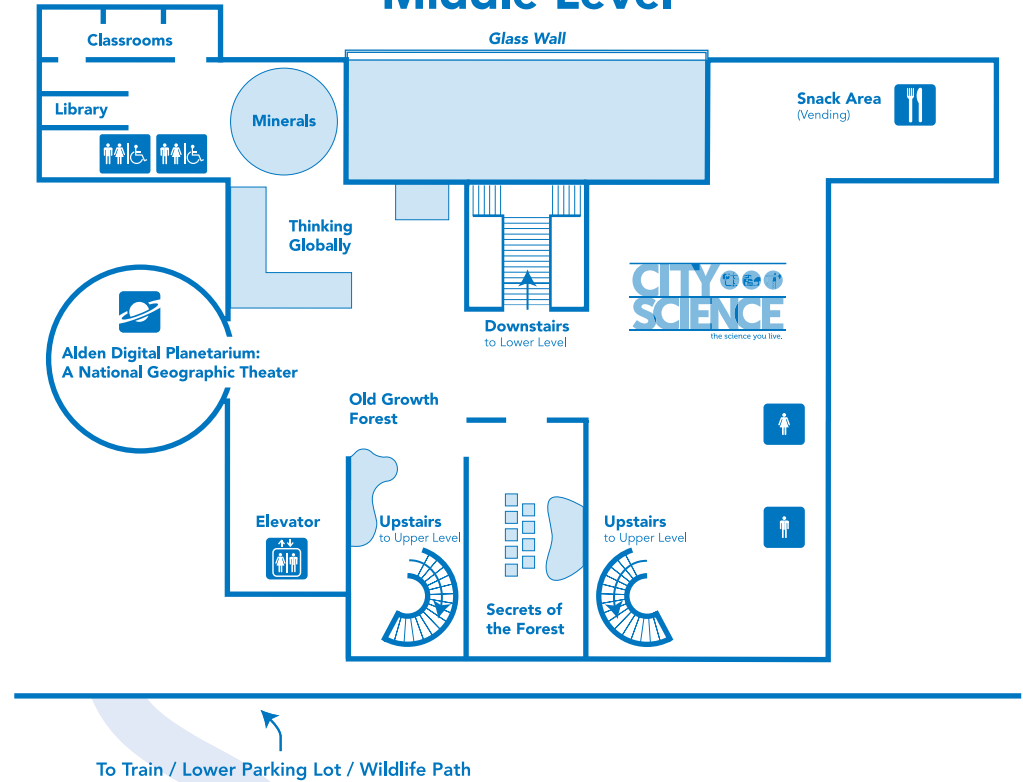 Middle Level
Glass Wall
Classrooms
Library
Minerals
Snack Area
(Vending)
Thinking
Globally
CITY
SCIENCE
the science you live.
Downstairs
to Lower Level
Alden Digital Planetarium:
A National Geographic Theater
Old Growth
Forest
Elevator
Upstairs
to Upper Level
Upstairs
to Upper Level
Secrets of
the Forest
To Train / Lower Parking Lot / Wildlife Path